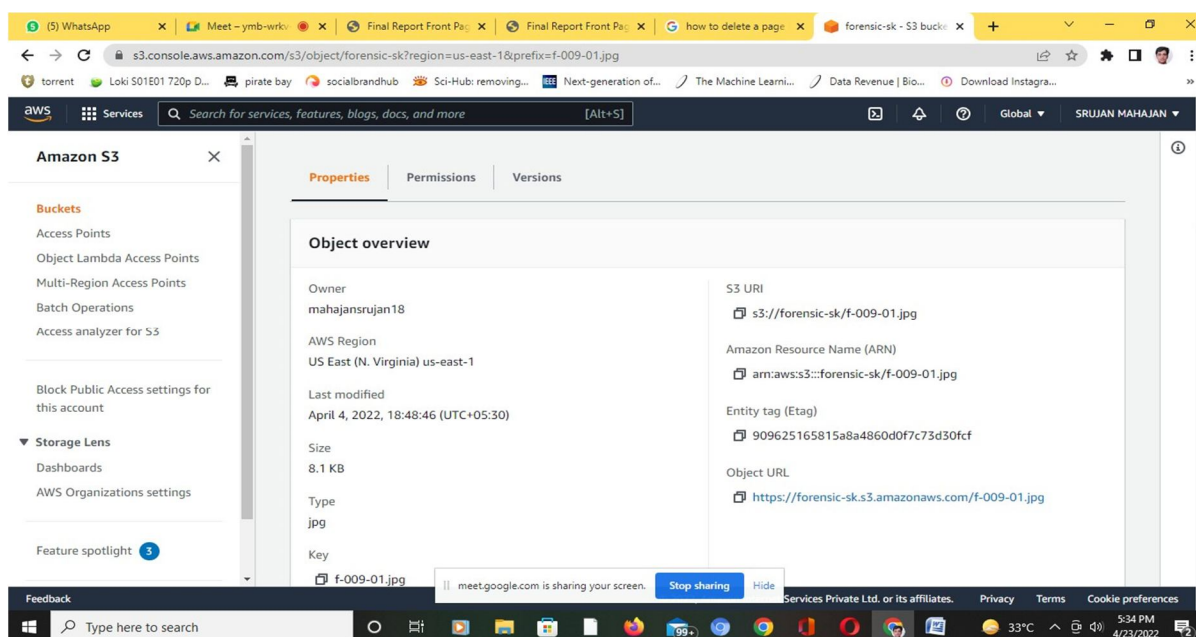 (5) WhatsApp
Meet – ymb-wrkv
Final Report Front Pag
Final Report Front Pag
how to delete a page
forensic-sk - S3 bucke
s3.console.aws.amazon.com/s3/object/forensic-sk?region=us-east-1&prefix=f-009-01.jpg
torrent
Loki S01E01 720p D...
pirate bay
socialbrandhub
Sci-Hub: removing...
IEEE Next-generation of...
The Machine Learni...
Data Revenue | Bio...
Download Instagra...
aws
Services
Search for services, features, blogs, docs, and more
[Alt+S]
Global
SRUJAN MAHAJAN
Amazon S3
Buckets
Access Points
Object Lambda Access Points
Multi-Region Access Points
Batch Operations
Access analyzer for S3
Block Public Access settings for
this account
Storage Lens
Dashboards
AWS Organizations settings
Feature spotlight 3
Properties
Permissions
Versions
Object overview
Owner
mahajansrujan18
AWS Region
US East (N. Virginia) us-east-1
Last modified
April 4, 2022, 18:48:46 (UTC+05:30)
Size
8.1 KB
Type
jpg
Key
f-009-01.jpg
S3 URI
s3://forensic-sk/f-009-01.jpg
Amazon Resource Name (ARN)
arn:aws:s3:::forensic-sk/f-009-01.jpg
Entity tag (Etag)
909625165815a8a4860d0f7c73d30fcf
Object URL
https://forensic-sk.s3.amazonaws.com/f-009-01.jpg
meet.google.com is sharing your screen.
Stop sharing
Hide
Feedback
Services Private Ltd. or its affiliates.
Privacy
Terms
Cookie preferences
Type here to search
99+
33°C
5:34 PM
4/23/2022